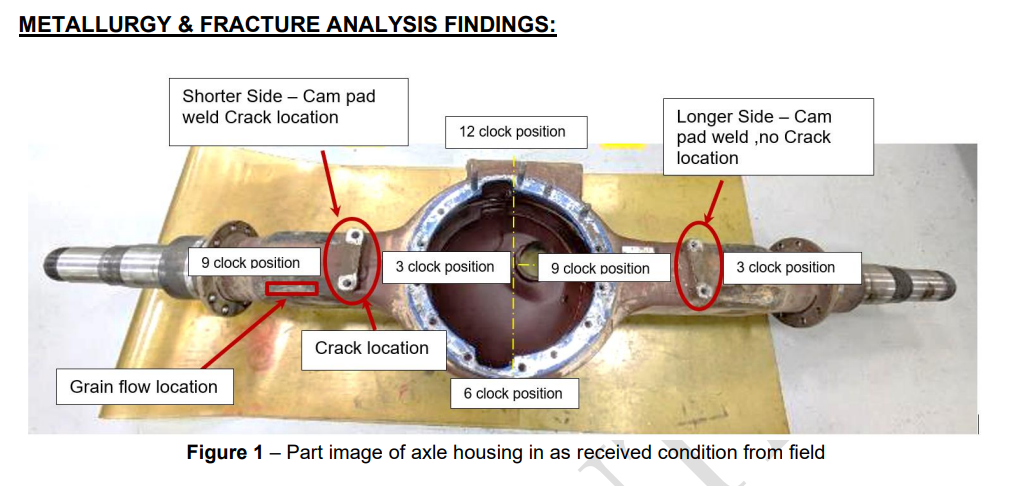 METALLURGY & FRACTURE ANALYSIS FINDINGS:
Shorter Side – Cam pad
weld Crack location
12 clock position
Longer Side – Cam
pad weld ,no Crack
location
9 clock position
3 clock position
9 clock position
3 clock position
Crack location
Grain flow location
6 clock position
Figure 1 – Part image of axle housing in as received condition from field